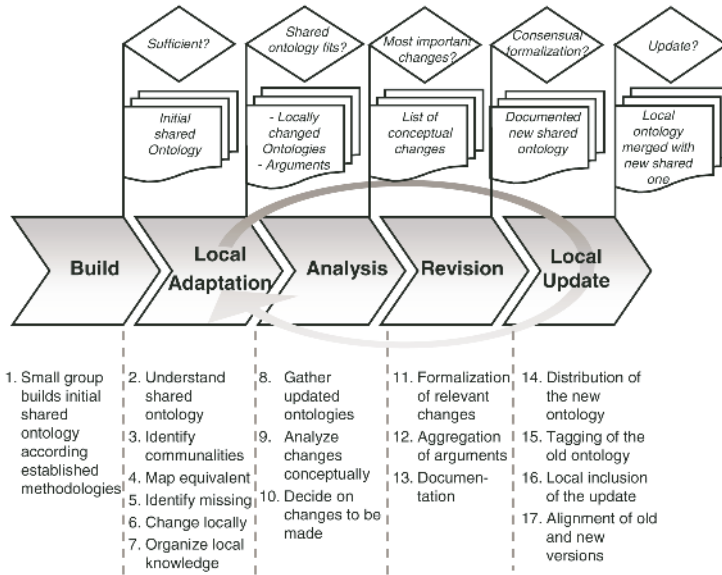 Sufficient?
Shared
ontology fits?
Most important
changes?
Consensual
formalization?
Update?
Initial
shared
Ontology
- Locally
changed
Ontologies
- Arguments
List of
conceptual
changes
Documented
new shared
ontology
Local
ontology
merged with
new shared
one
Build
Local
Adaptation
Analysis
Revision
Local
Update
1. Small group
builds initial
shared
ontology
according
established
methodologies
2. Understand
shared
ontology
3. Identify
communalities
4. Map equivalent
5. Identify missing
6. Change locally
7. Organize local
knowledge
8. Gather
updated
ontologies
9. Analyze
changes
conceptually
10. Decide on
changes to be
made
11. Formalization
of relevant
changes
12. Aggregation
of arguments
13. Documen-
tation
14. Distribution of
the new
ontology
15. Tagging of the
old ontology
16. Local inclusion
of the update
17. Alignment of old
and new
versions